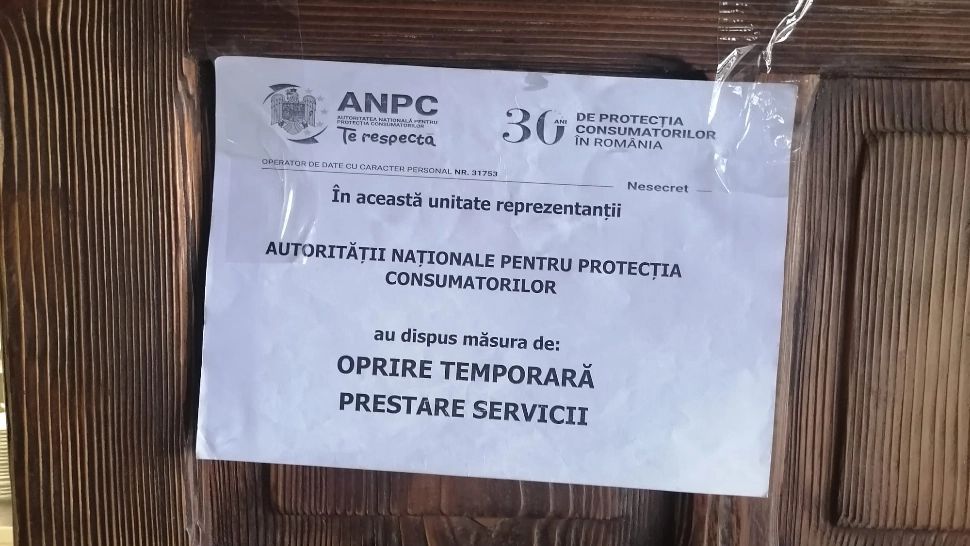 ANPC
AUTORITATEA NAȚIONALĂ PENTRU
PROTECȚIA CONSUMATORILOR
Te respectă
30 ANI
DE PROTECȚIA
CONSUMATORILOR
ÎN ROMÂNIA
OPERATOR DE DATE CU CARACTER PERSONAL NR. 31753
Nesecret
În această unitate reprezentanții
AUTORITĂȚII NAȚIONALE PENTRU PROTECȚIA
CONSUMATORILOR
au dispus măsura de:
OPRIRE TEMPORARĂ
PRESTARE SERVICII